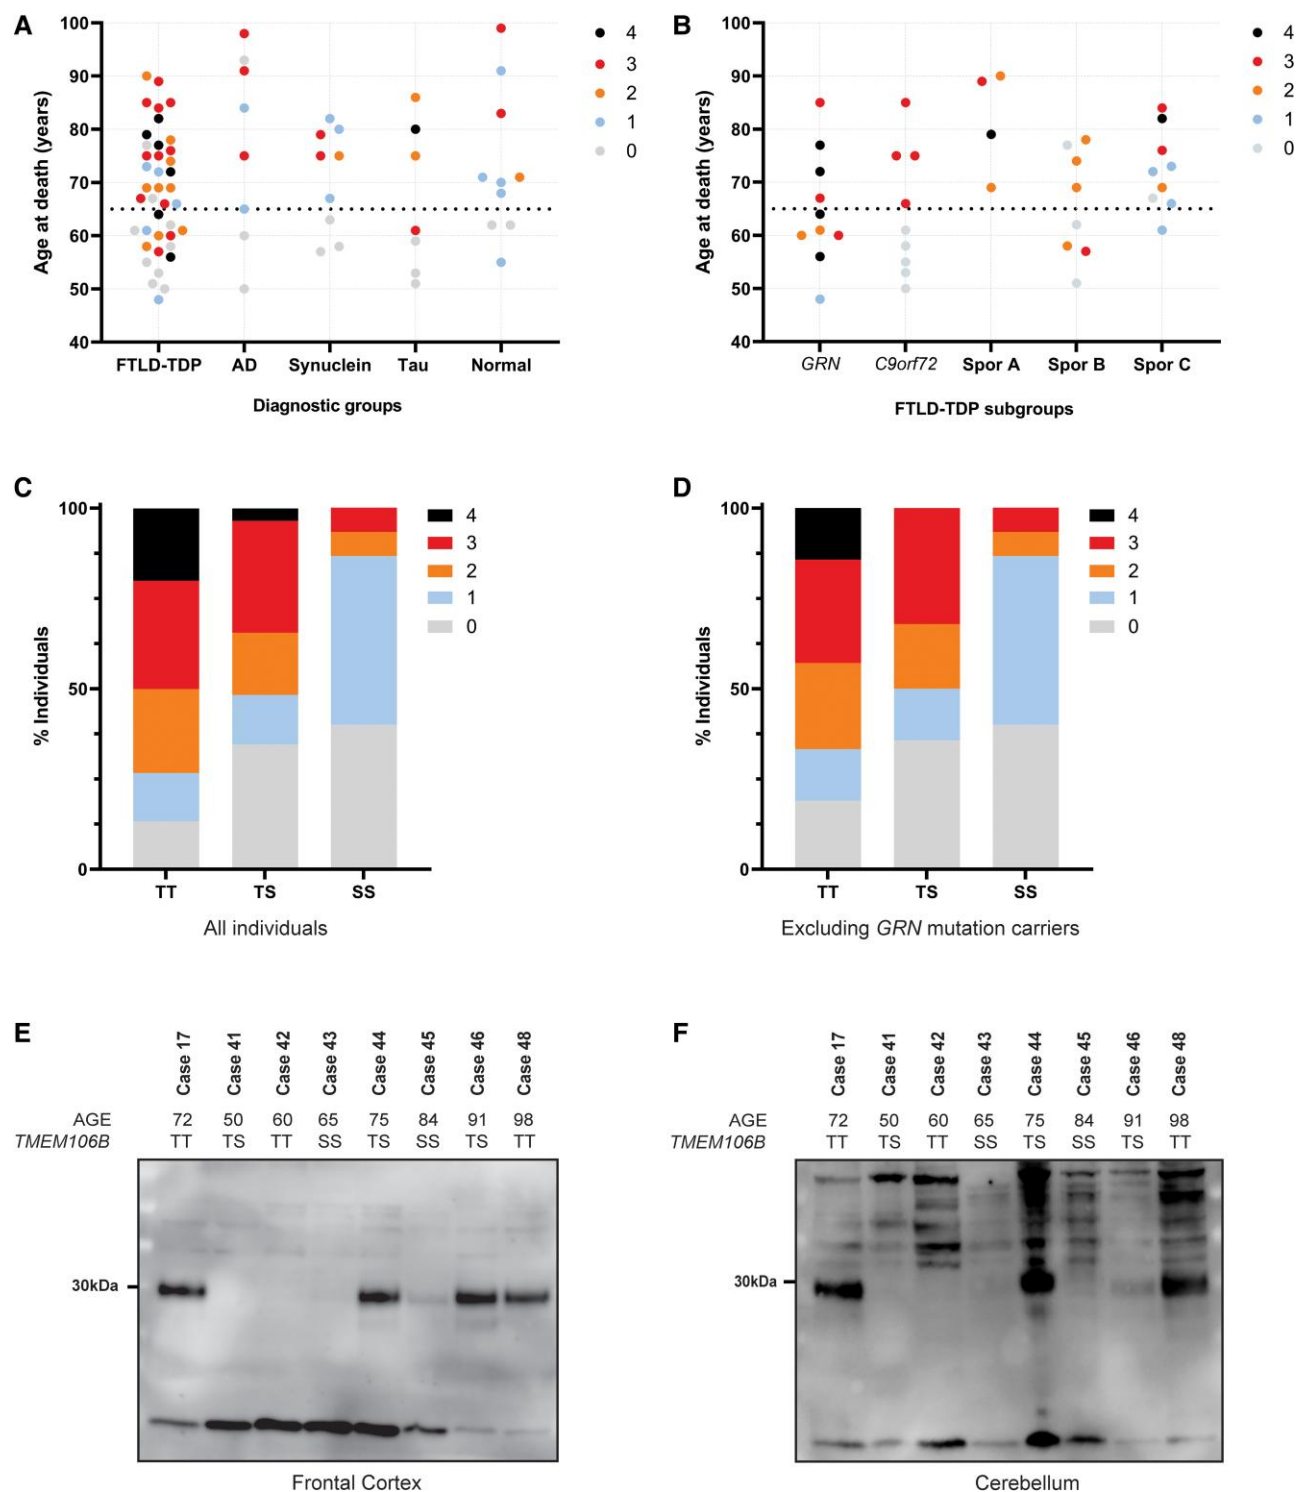 A
Age at death (years)
100
90
80
70
60
50
40
FTLD-TDP AD Synuclein Tau Normal
Diagnostic groups
4
3
2
1
0
B
Age at death (years)
100
90
80
70
60
50
40
GRN C9orf72 Spor A Spor B Spor C
FTLD-TDP subgroups
4
3
2
1
0
C
% Individuals
100
50
0
TT TS SS
All individuals
4
3
2
1
0
D
% Individuals
100
50
0
TT TS SS
Excluding GRN mutation carriers
4
3
2
1
0
E
Case 17 Case 41 Case 42 Case 43 Case 44 Case 45 Case 46 Case 48
AGE 72 50 60 65 75 84 91 98
TMEM106B TT TS TT SS TS SS TS TT
30kDa
Frontal Cortex
F
Case 17 Case 41 Case 42 Case 43 Case 44 Case 45 Case 46 Case 48
AGE 72 50 60 65 75 84 91 98
TMEM106B TT TS TT SS TS SS TS TT
30kDa
Cerebellum